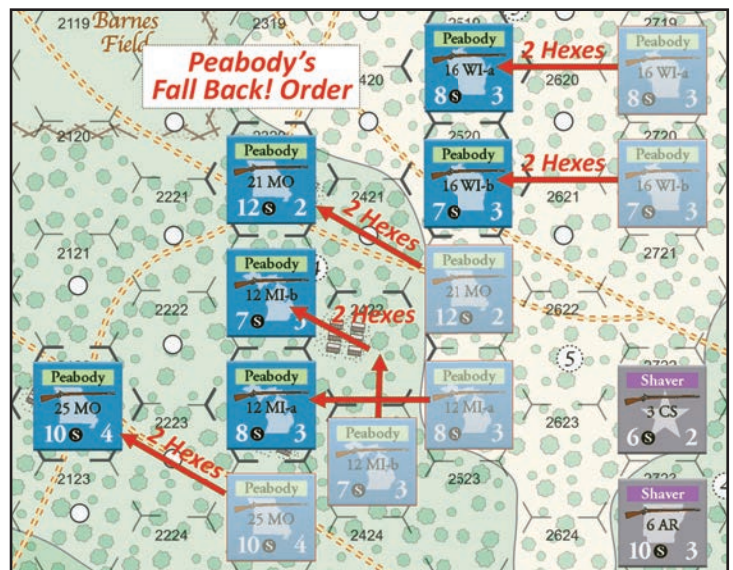 2119
Barnes
Field
2319
2519
2719
Peabody's
Fall Back! Order
Peabody
16 WI-a
8 S 3
2 Hexes
Peabody
16 WI-a
8 S 3
420
2620
2120
2320
2520
2720
Peabody
21 MO
12 S 2
Peabody
16 WI-b
7 S 3
2 Hexes
Peabody
16 WI-b
7 S 3
2221
2421
2621
2 Hexes
2121
2721
Peabody
12 MI-b
7 S 3
4
Peabody
21 MO
12 S 2
2222
2422
2 Hexes
2622
5
Peabody
25 MO
10 S 4
Peabody
12 MI-a
8 S 3
Peabody
12 MI-a
8 S 3
2722
Shaver
3 CS
6 S 2
2223
2623
Peabody
12 MI-b
7 S 3
2 Hexes
2123
2523
2723
Peabody
25 MO
10 S 4
Shaver
6 AR
10 S 3
2224
2424
2624